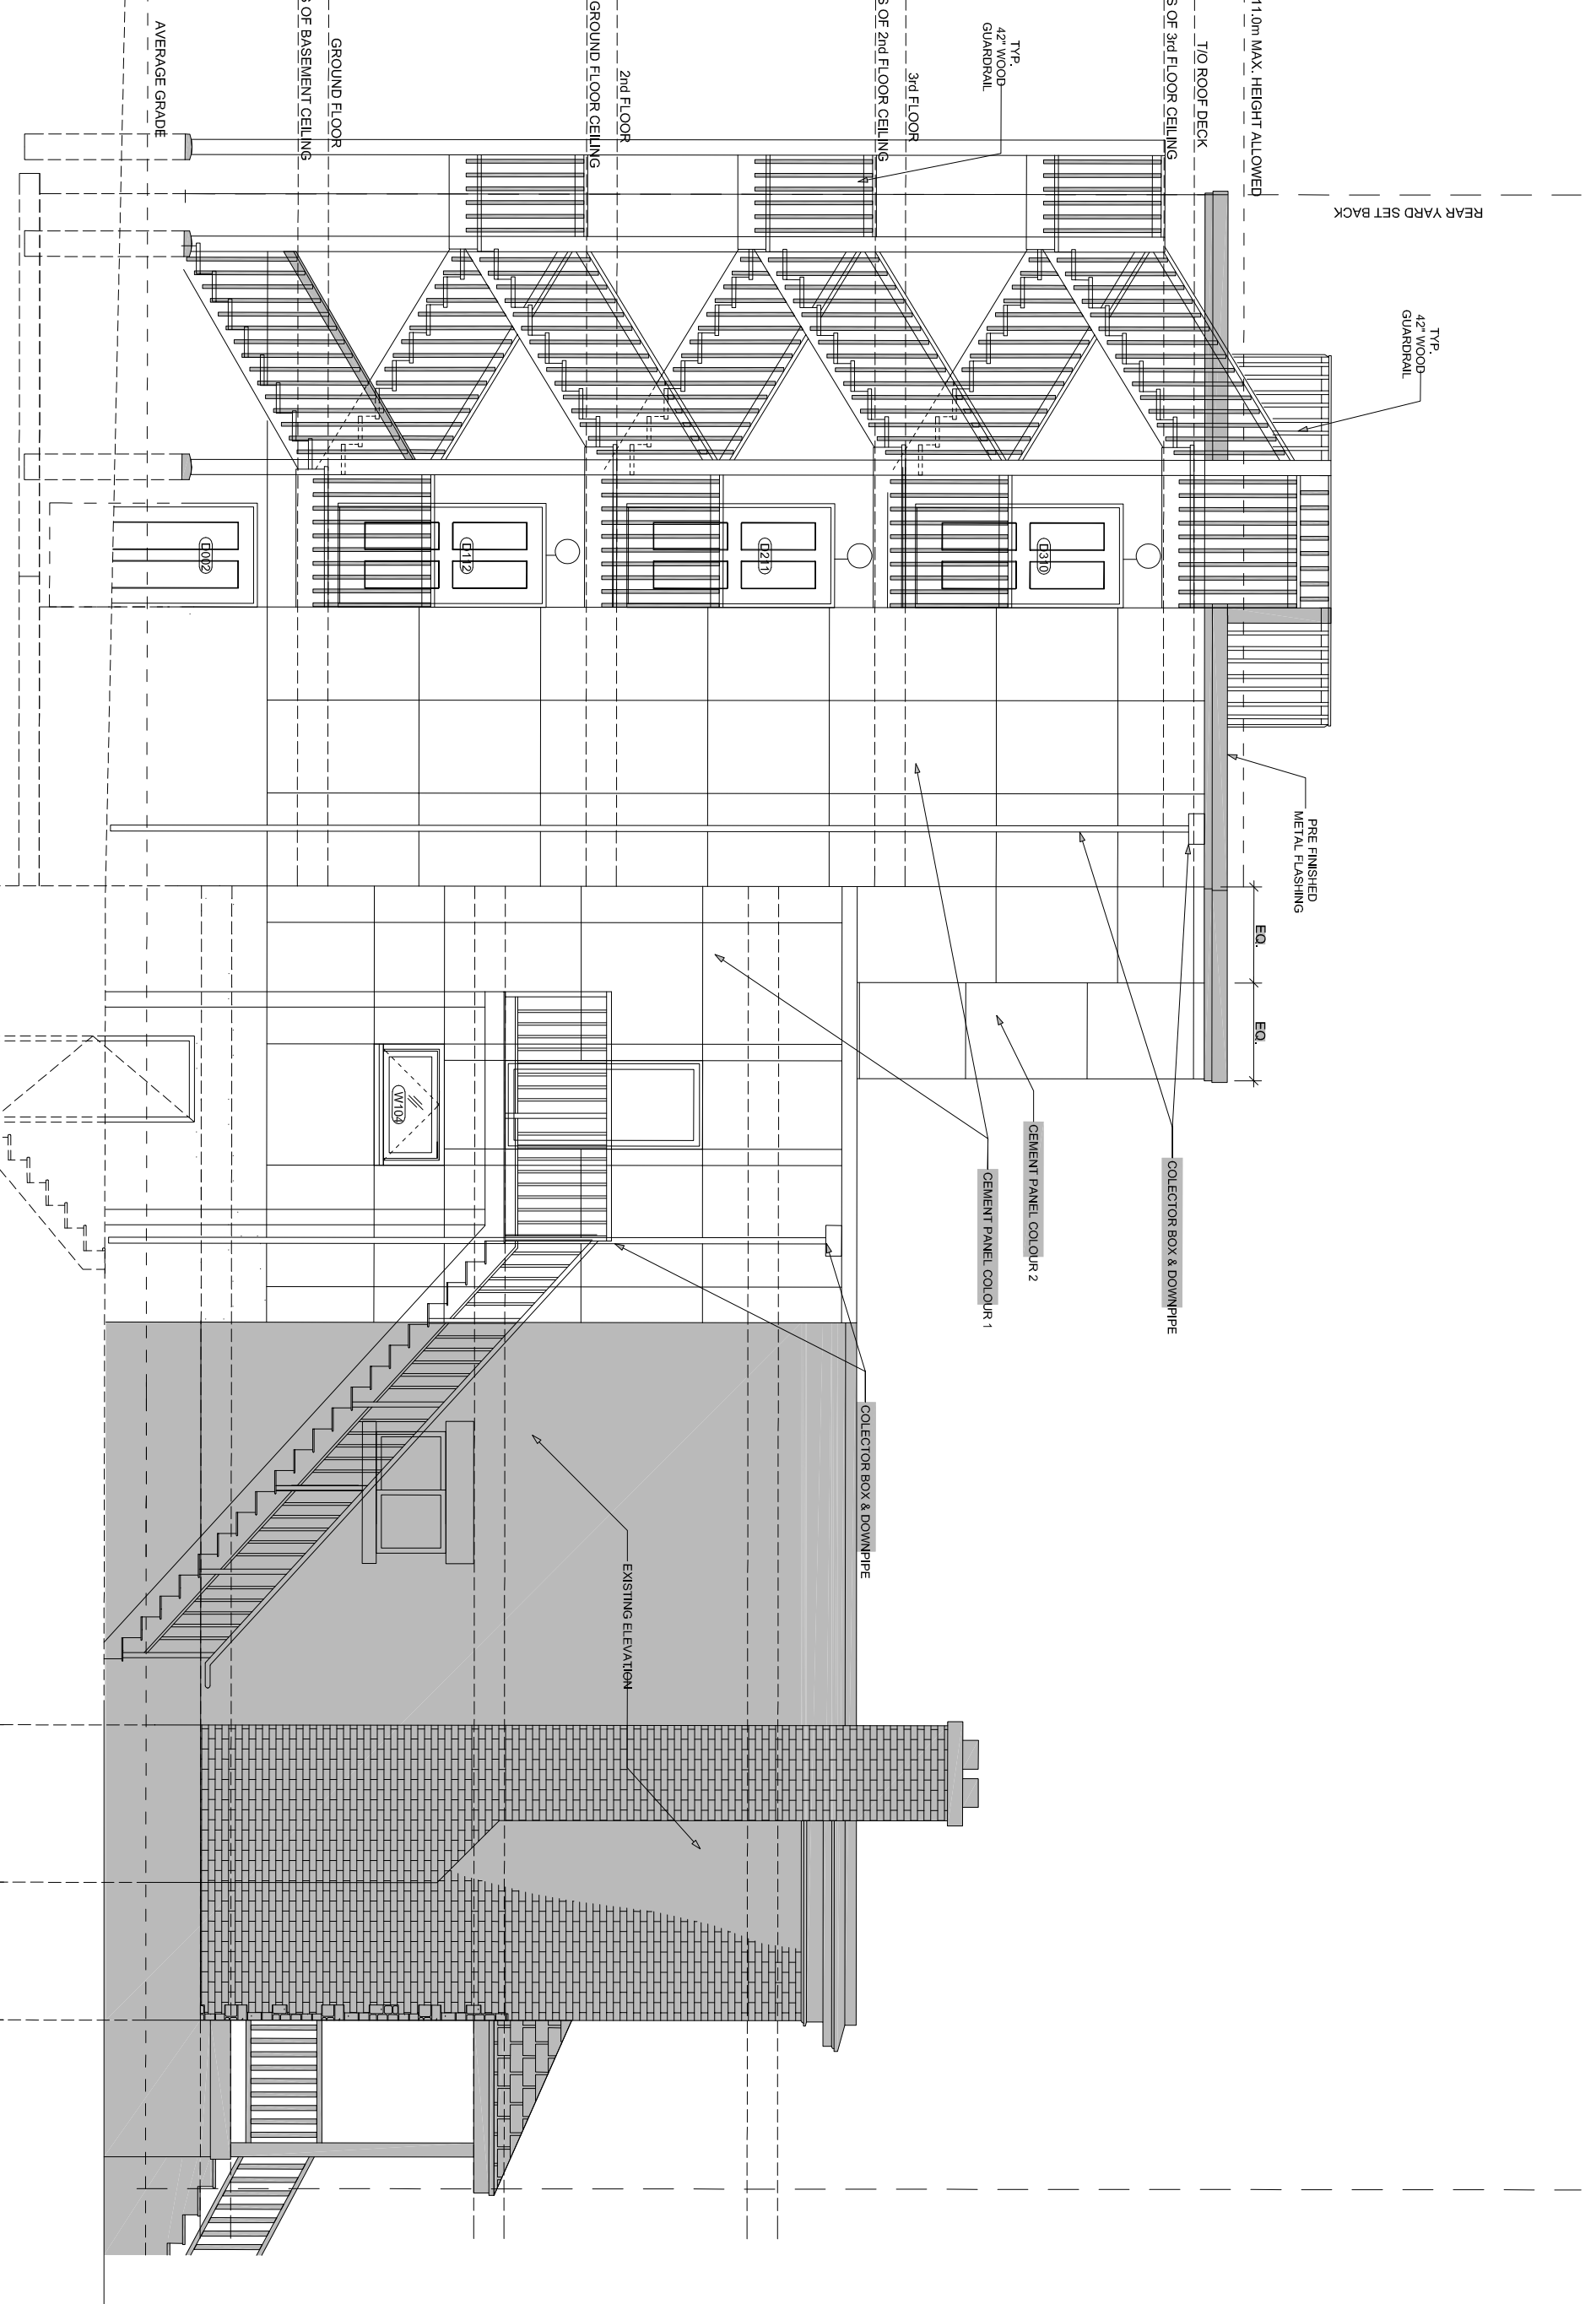 REAR YARD SET BACK
TYP.
42" WOOD
GUARDRAIL
11.0m MAX. HEIGHT ALLOWED
T/O ROOF DECK
S OF 3rd FLOOR CEILING
TYP.
42" WOOD
GUARDRAIL
3rd FLOOR
S OF 2nd FLOOR CEILING
2nd FLOOR
GROUND FLOOR CEILING
GROUND FLOOR
S OF BASEMENT CEILING
AVERAGE GRADE
D310
D211
D112
D002
PRE FINISHED
METAL FLASHING
EQ.
EQ.
COLECTOR BOX & DOWNPIPE
CEMENT PANEL COLOUR 2
CEMENT PANEL COLOUR 1
W104
COLECTOR BOX & DOWNPIPE
EXISTING ELEVATION